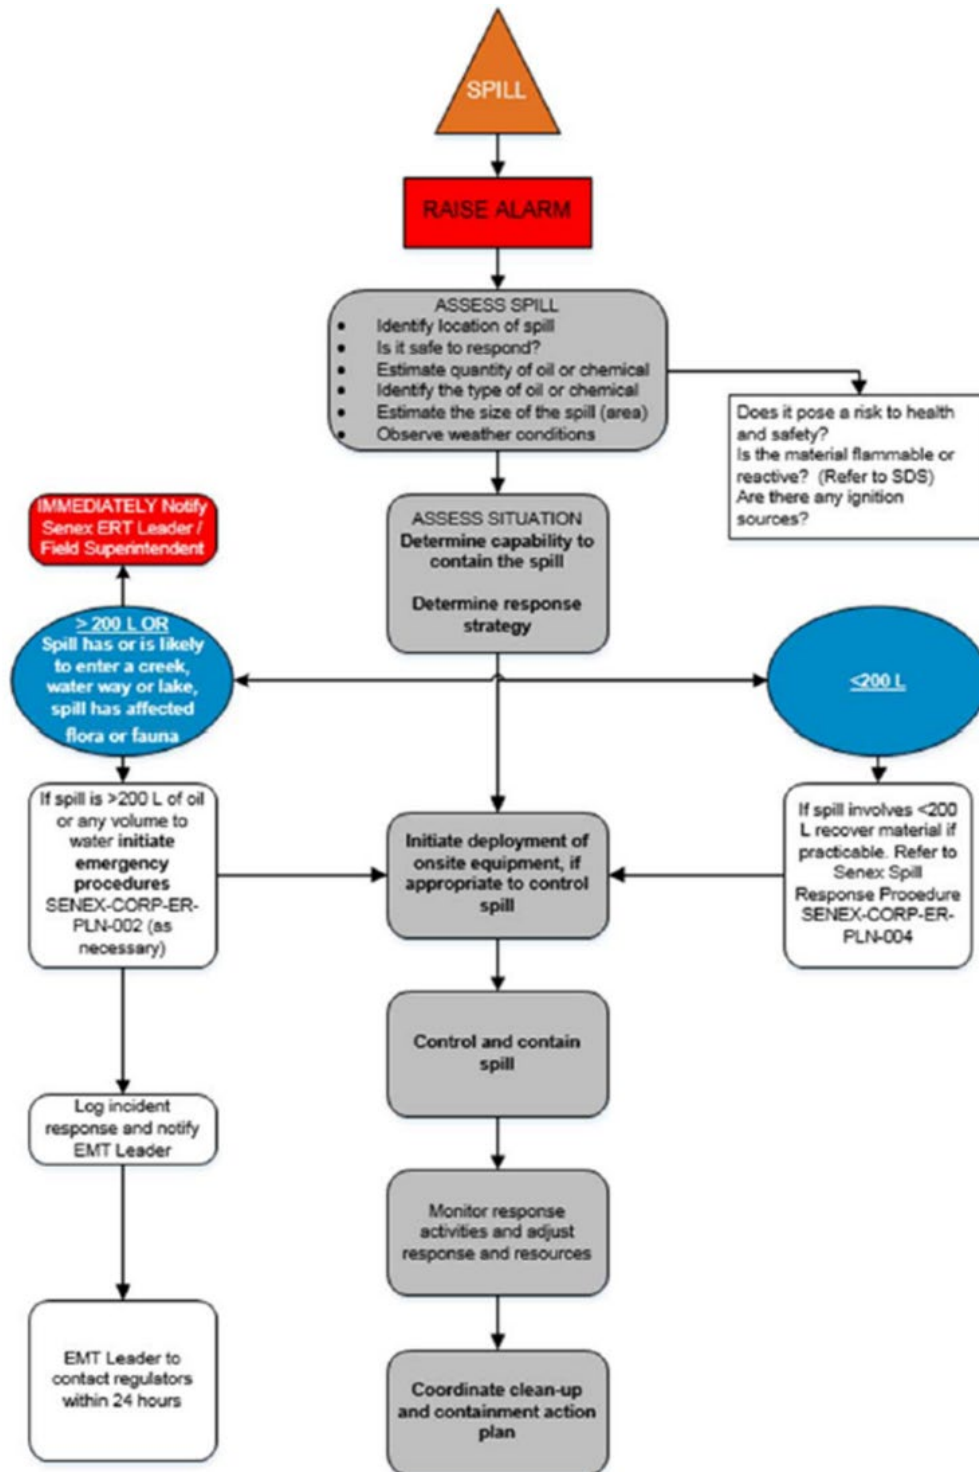 SPILL
RAISE ALARM
ASSESS SPILL
• Identify location of spill
• Is it safe to respond?
• Estimate quantity of oil or chemical
• Identify the type of oil or chemical
• Estimate the size of the spill (area)
• Observe weather conditions
Does it pose a risk to health
and safety?
Is the material flammable or
reactive? (Refer to SDS)
Are there any ignition
sources?
IMMEDIATELY Notify
Senex ERT Leader /
Field Superintendent
ASSESS SITUATION
Determine capability to
contain the spill
Determine response
strategy
> 200 L OR
Spill has or is likely
to enter a creek,
water way or lake,
spill has affected
flora or fauna
<200 L
If spill is >200 L of oil
or any volume to
water initiate
emergency
procedures
SENEX-CORP-ER-
PLN-002 (as
necessary)
Initiate deployment of
onsite equipment, if
appropriate to control
spill
If spill involves <200
L recover material if
practicable. Refer to
Senex Spill
Response Procedure
SENEX-CORP-ER-
PLN-004
Control and contain
spill
Log incident
response and notify
EMT Leader
Monitor response
activities and adjust
response and resources
EMT Leader to
contact regulators
within 24 hours
Coordinate clean-up
and containment action
plan